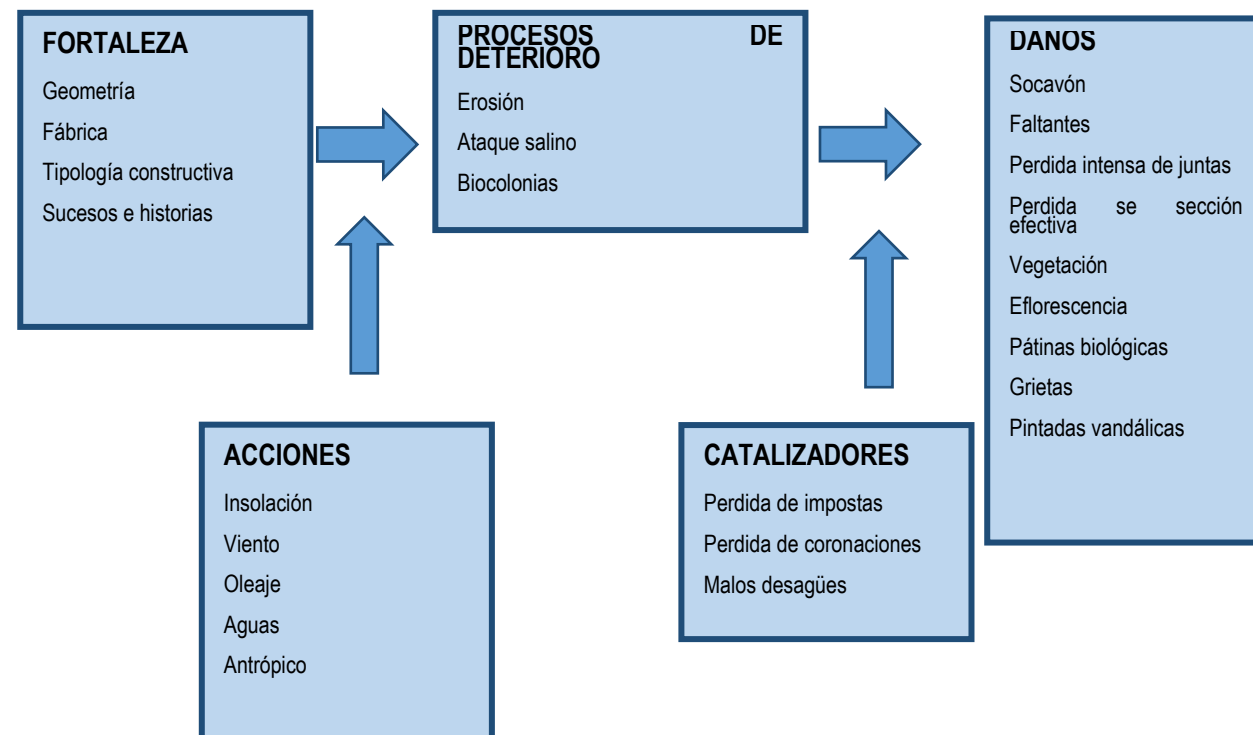 FORTALEZA
Geometría
Fábrica
Tipología constructiva
Sucesos e historias
PROCESOS DE
DETERIORO
Erosión
Ataque salino
Biocolonias
DANOS
Socavón
Faltantes
Perdida intensa de juntas
Perdida se sección
efectiva
Vegetación
Eflorescencia
Pátinas biológicas
Grietas
Pintadas vandálicas
ACCIONES
Insolación
Viento
Oleaje
Aguas
Antrópico
CATALIZADORES
Perdida de impostas
Perdida de coronaciones
Malos desagües